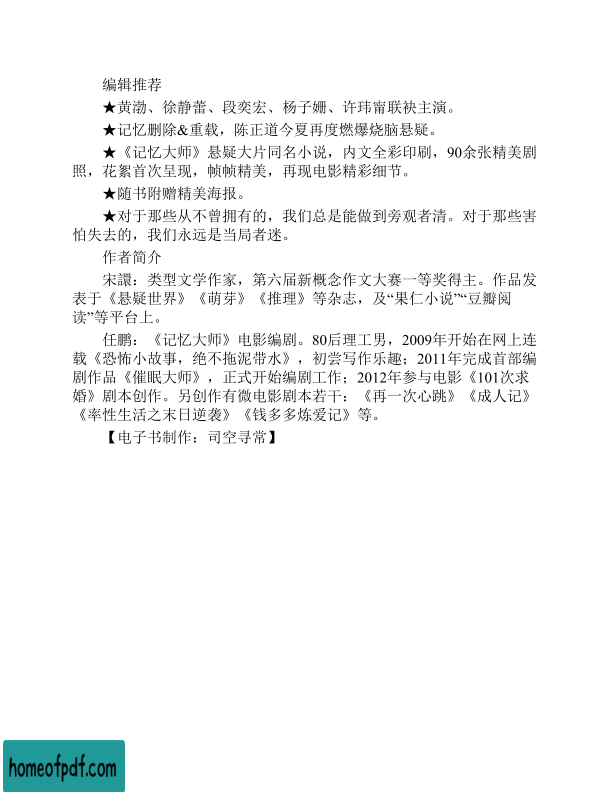 编辑推荐
★黄渤、徐静蕾、段奕宏、杨子姗、许玮甯联袂主演。
★记忆删除&重载，陈正道今夏再度燃爆烧脑悬疑。
★《记忆大师》悬疑大片同名小说，内文全彩印刷，90余张精美剧
照，花絮首次呈现，帧帧精美，再现电影精彩细节。
★随书附赠精美海报。
★对于那些从不曾拥有的，我们总是能做到旁观者清。对于那些害
怕失去的，我们永远是当局者迷。
作者简介
宋譞：类型文学作家，第六届新概念作文大赛一等奖得主。作品发
表于《悬疑世界》《萌芽》《推理》等杂志，及“果仁小说”“豆瓣阅
读”等平台上。
任鹏：《记忆大师》电影编剧。80后理工男，2009年开始在网上连
载《恐怖小故事，绝不拖泥带水》，初尝写作乐趣；2011年完成首部编
剧作品《催眠大师》，正式开始编剧工作；2012年参与电影《101次求
婚》剧本创作。另创作有微电影剧本若干：《再一次心跳》《成人记》
《率性生活之末日逆袭》《钱多多炼爱记》等。
【电子书制作：司空寻常】
homeofpdf.com